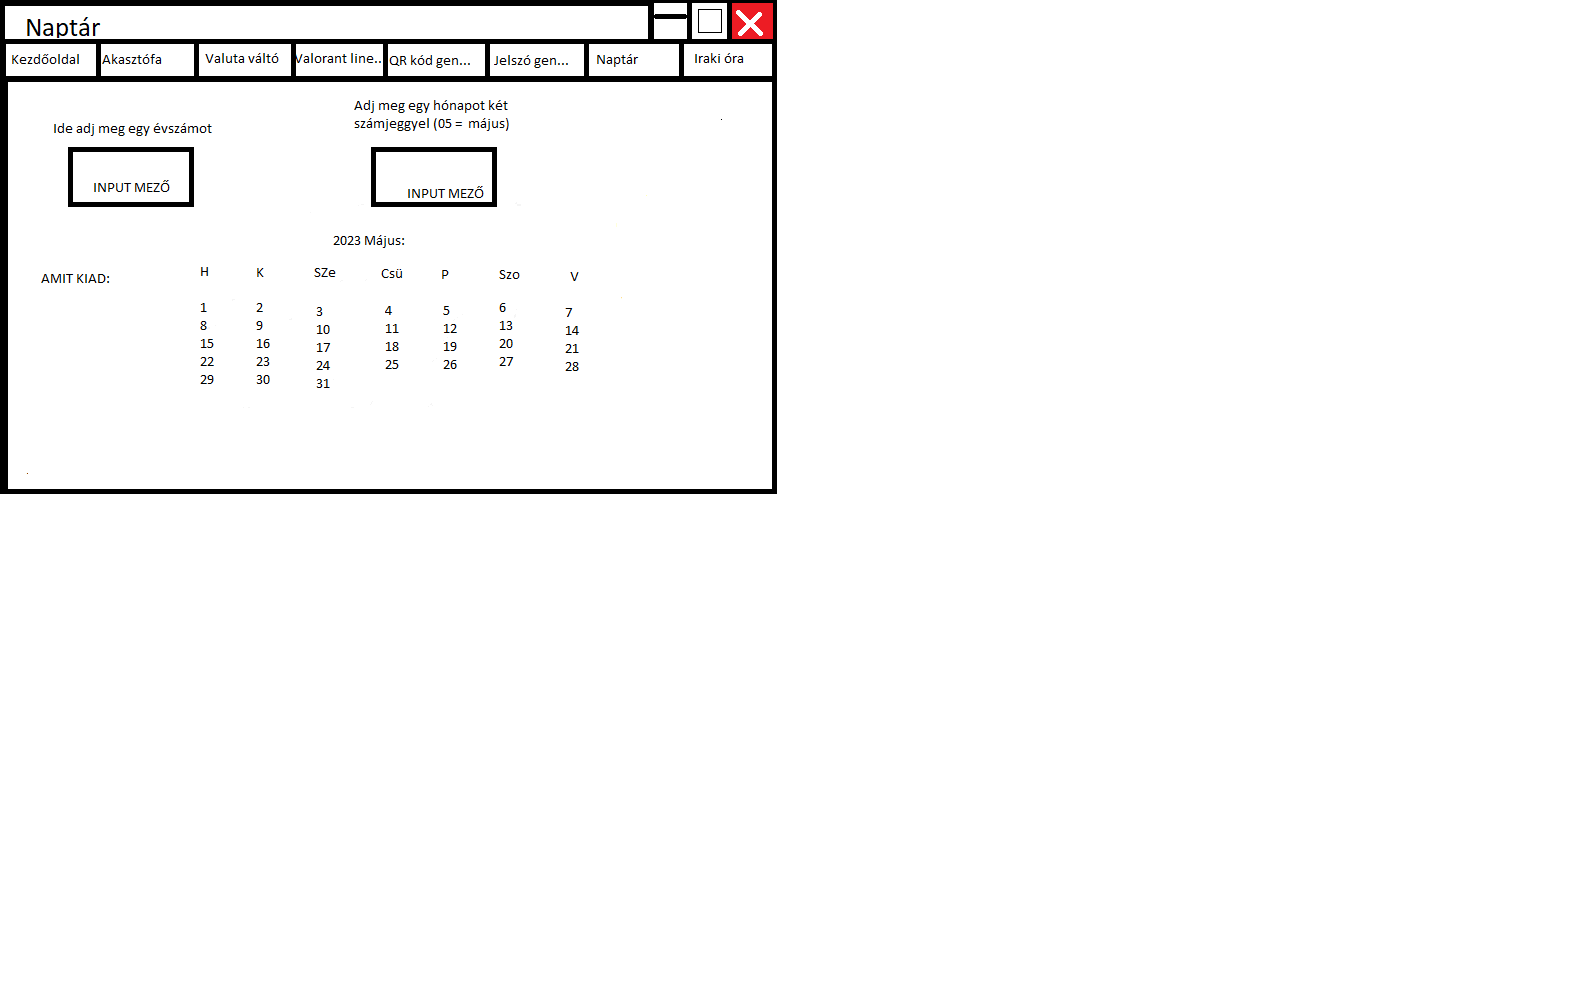 Naptár
Kezdőoldal Akasztófa Valuta váltó Valorant line.. QR kód gen... Jelszó gen... Naptár Iraki óra
Adj meg egy hónapot két
számjeggyel (05 = május)
Ide adj meg egy évszámot
INPUT MEZŐ INPUT MEZŐ
2023 Május:
AMIT KIAD: H K SZe Csü P Szo V
1 2 3 4 5 6 7
8 9 10 11 12 13 14
15 16 17 18 19 20 21
22 23 24 25 26 27 28
29 30 31